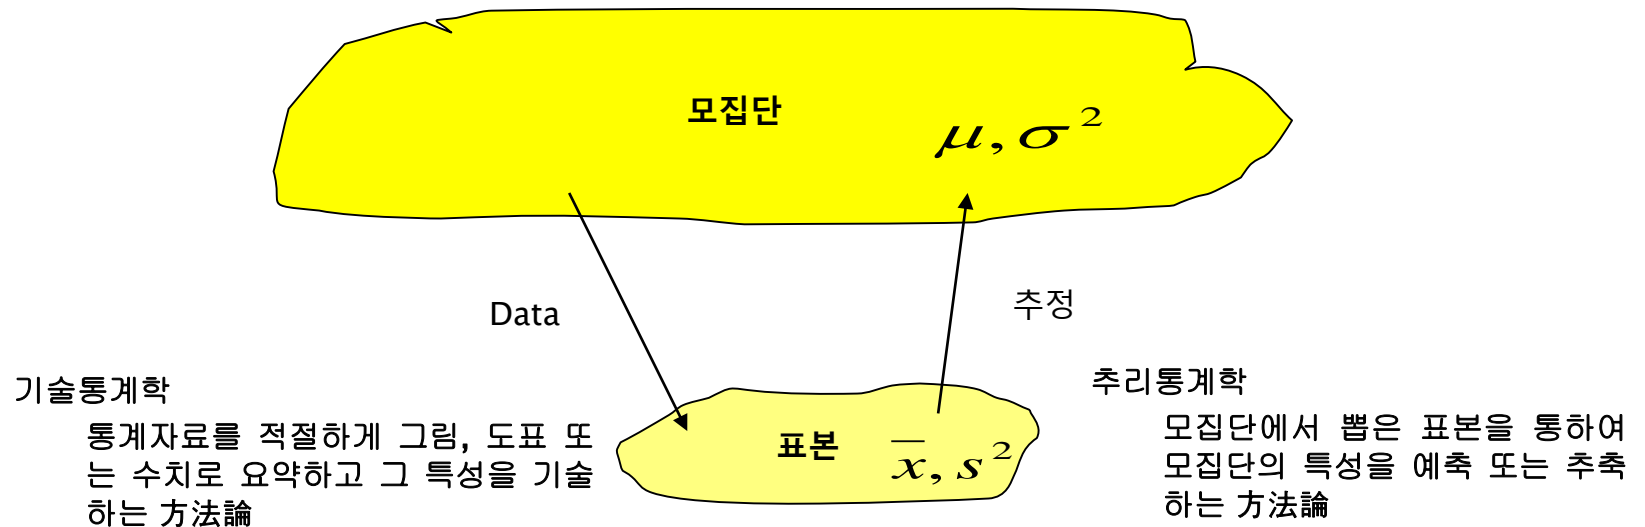 모집단
μ, σ²
Data
추정
기술통계학
통계자료를 적절하게 그림, 도표 또
는 수치로 요약하고 그 특성을 기술
하는 方法論
표본
x̄, s²
추리통계학
모집단에서 뽑은 표본을 통하여
모집단의 특성을 예측 또는 추축
하는 方法論